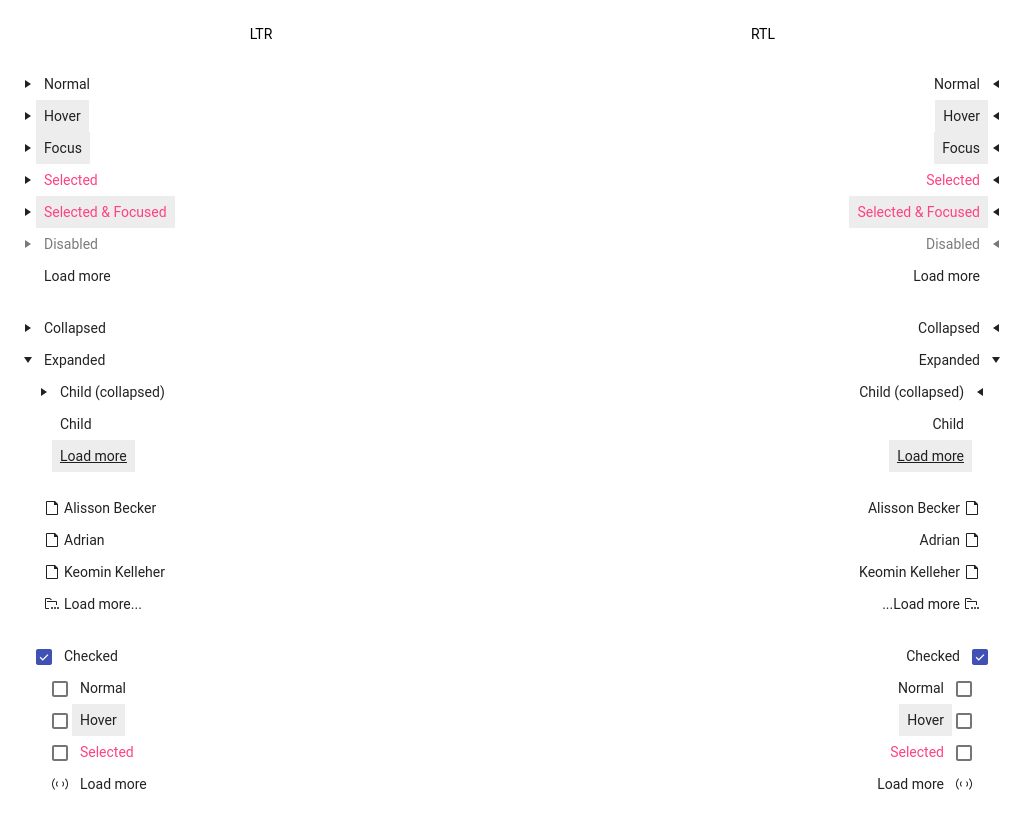 LTR
Normal
Hover
Focus
Selected
Selected & Focused
Disabled
Load more
Collapsed
Expanded
Child (collapsed)
Child
Load more
Alisson Becker
Adrian
Keomin Kelleher
Load more...
Checked
Normal
Hover
Selected
Load more
RTL
Normal
Hover
Focus
Selected
Selected & Focused
Disabled
Load more
Collapsed
Expanded
Child (collapsed)
Child
Load more
Alisson Becker
Adrian
Keomin Kelleher
...Load more
Checked
Normal
Hover
Selected
Load more